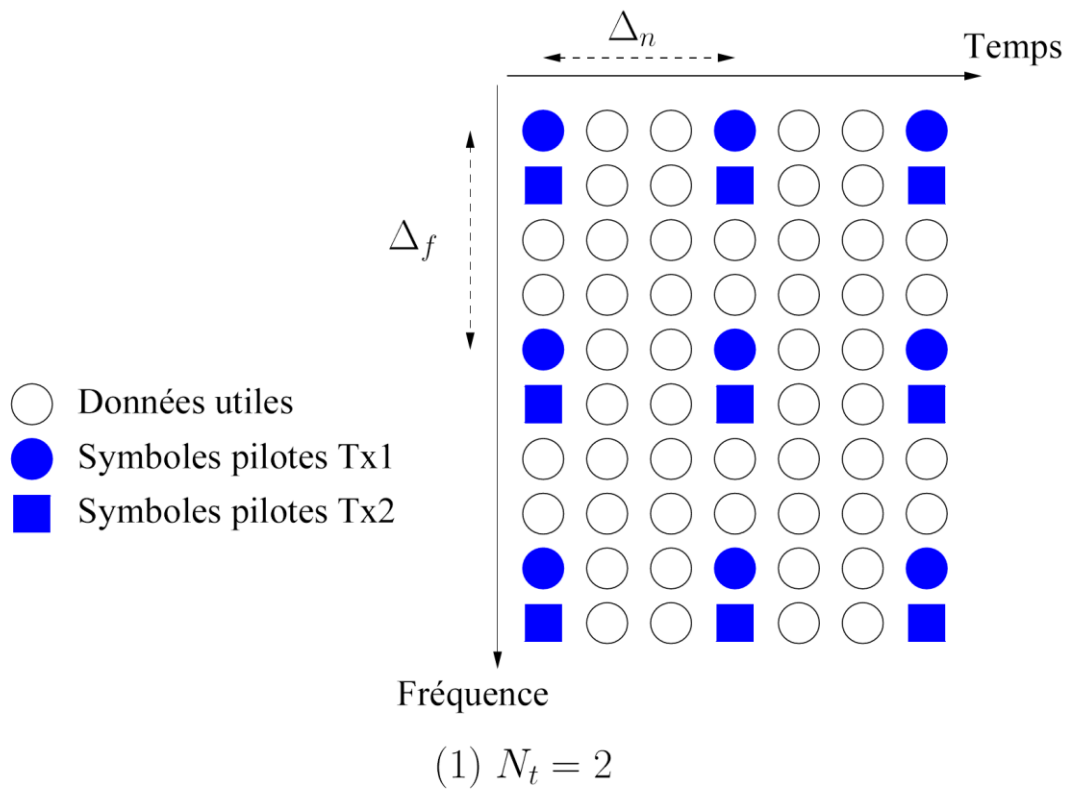 Δn
Temps
Δf
Données utiles
Symboles pilotes Tx1
Symboles pilotes Tx2
Fréquence
(1) Nt = 2